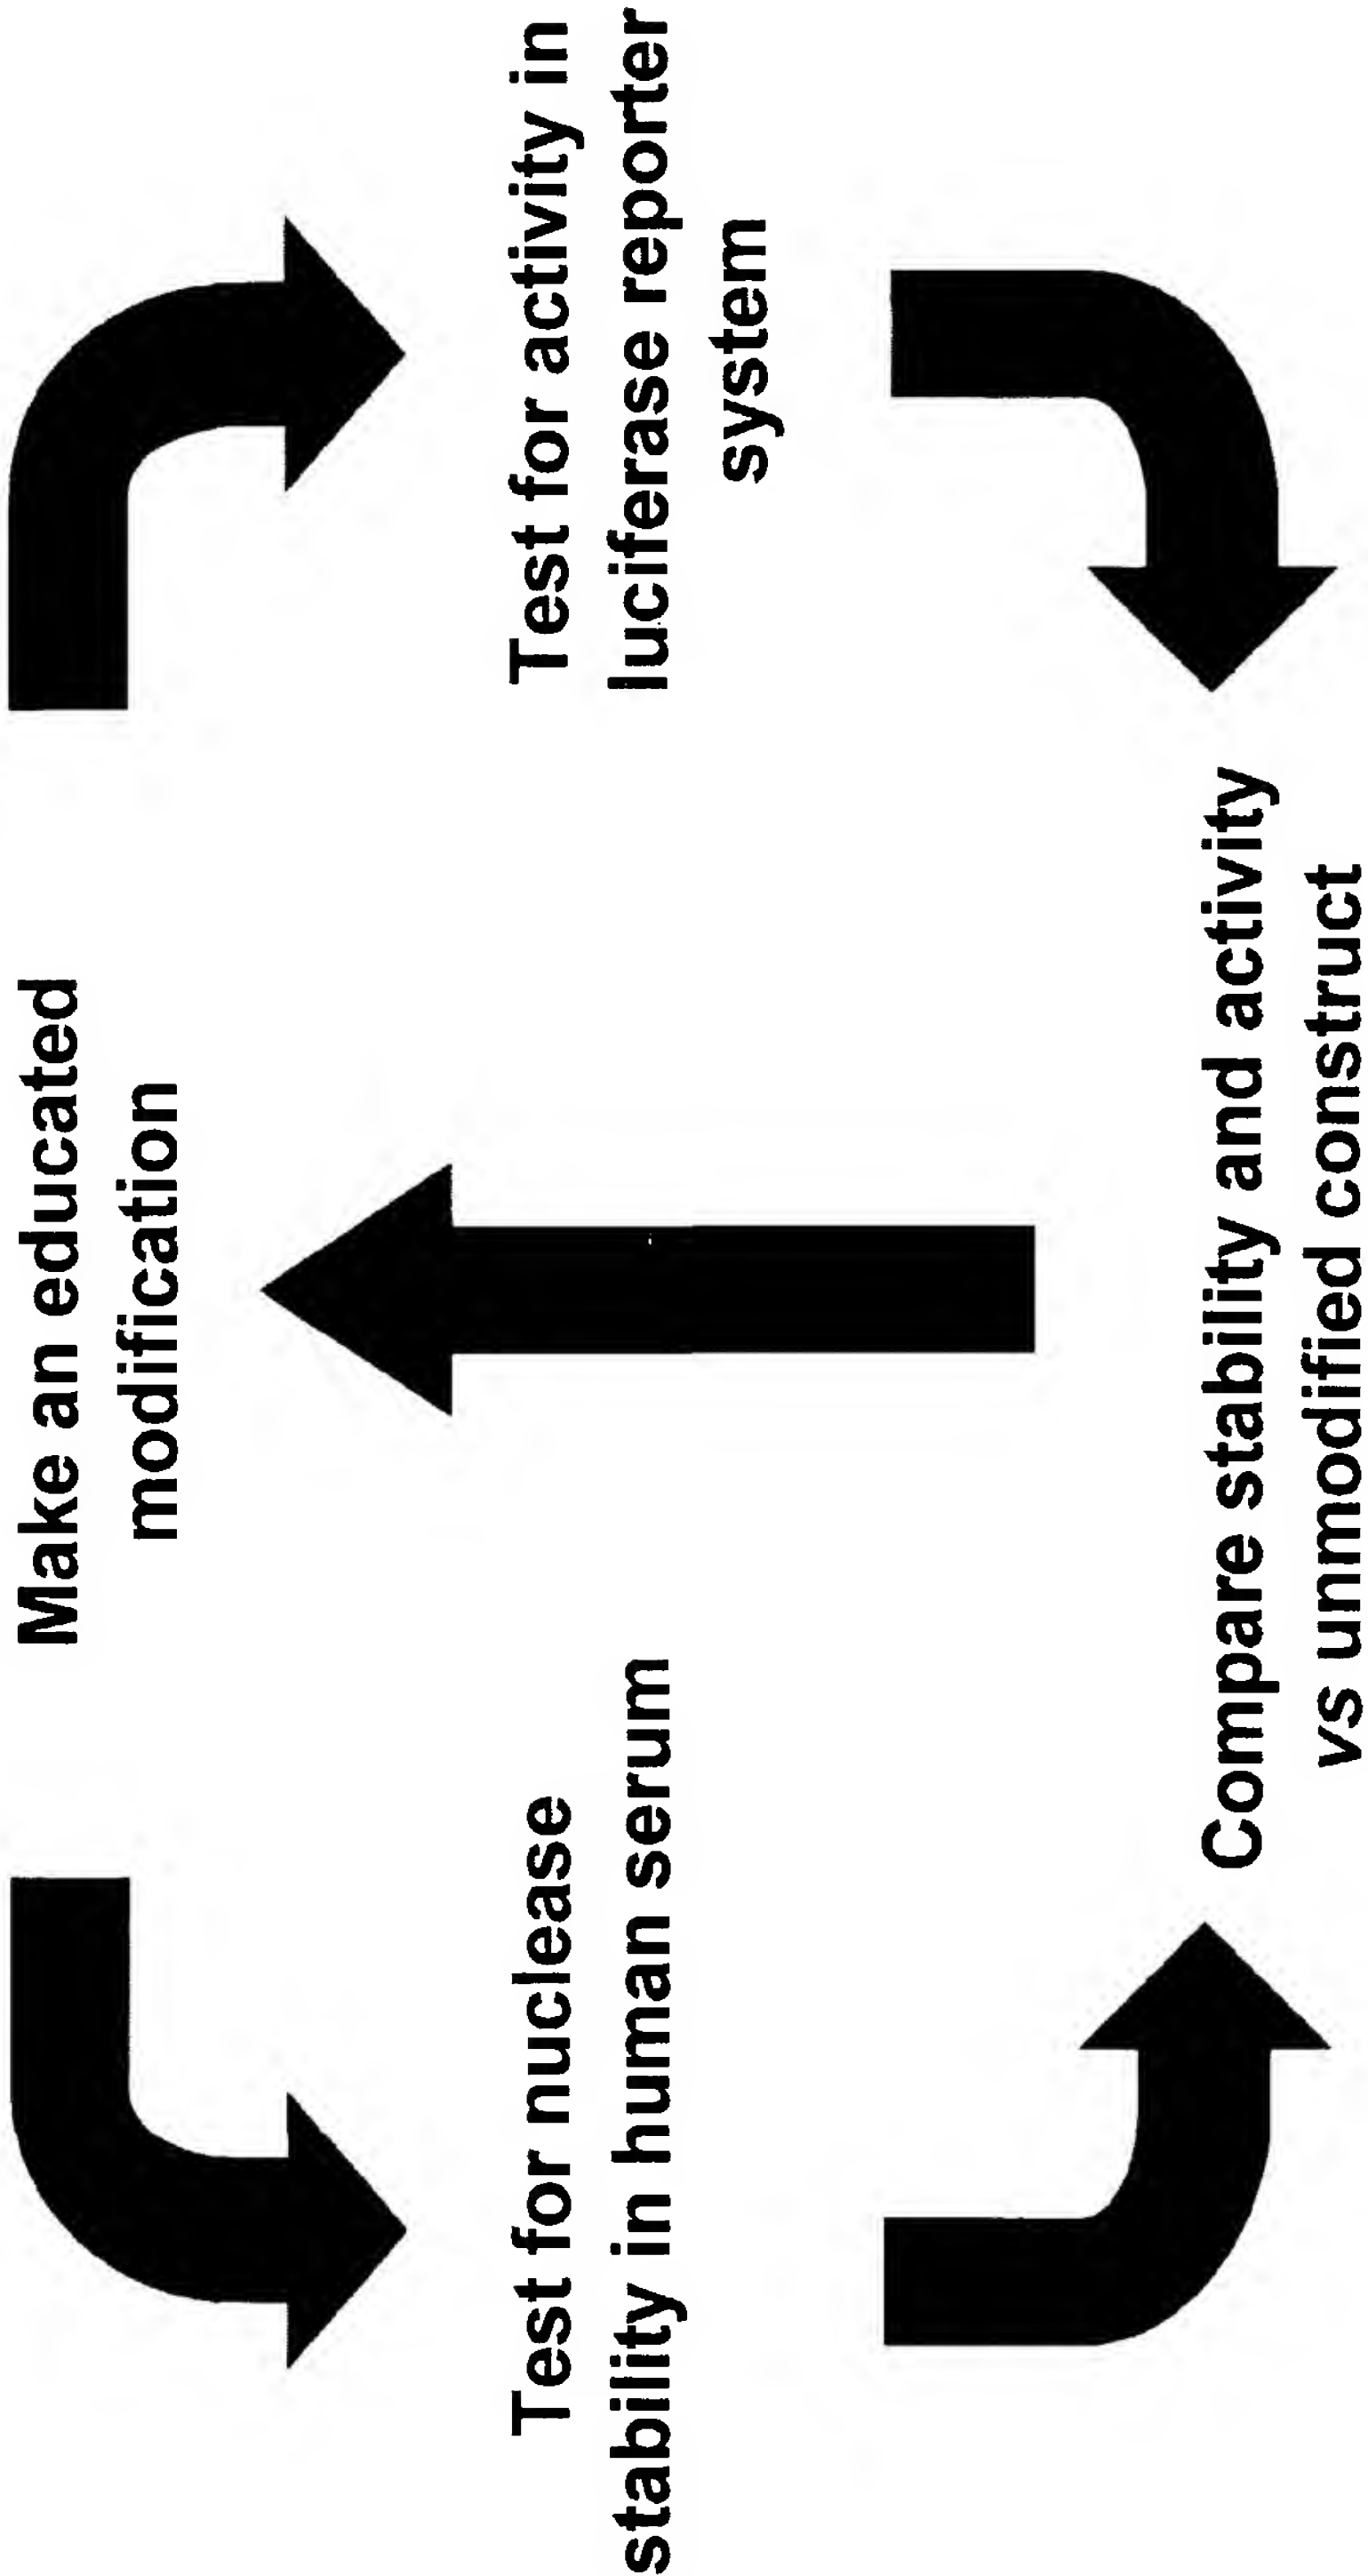 Make an educated
modification
Test for nuclease
stability in human serum
Test for activity in
luciferase reporter
system
Compare stability and activity
vs unmodified construct